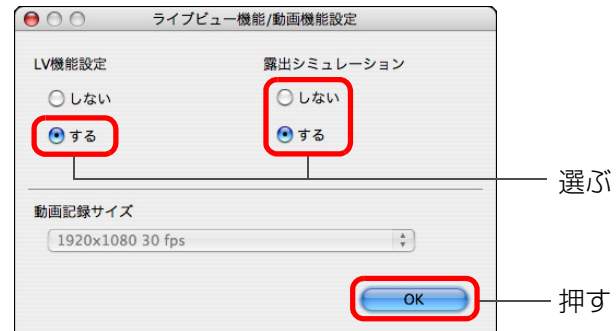 ライブビュー機能/動画機能設定
LV機能設定
露出シミュレーション
しない
しない
する
する
選ぶ
動画記録サイズ
1920x1080 30 fps
OK
押す